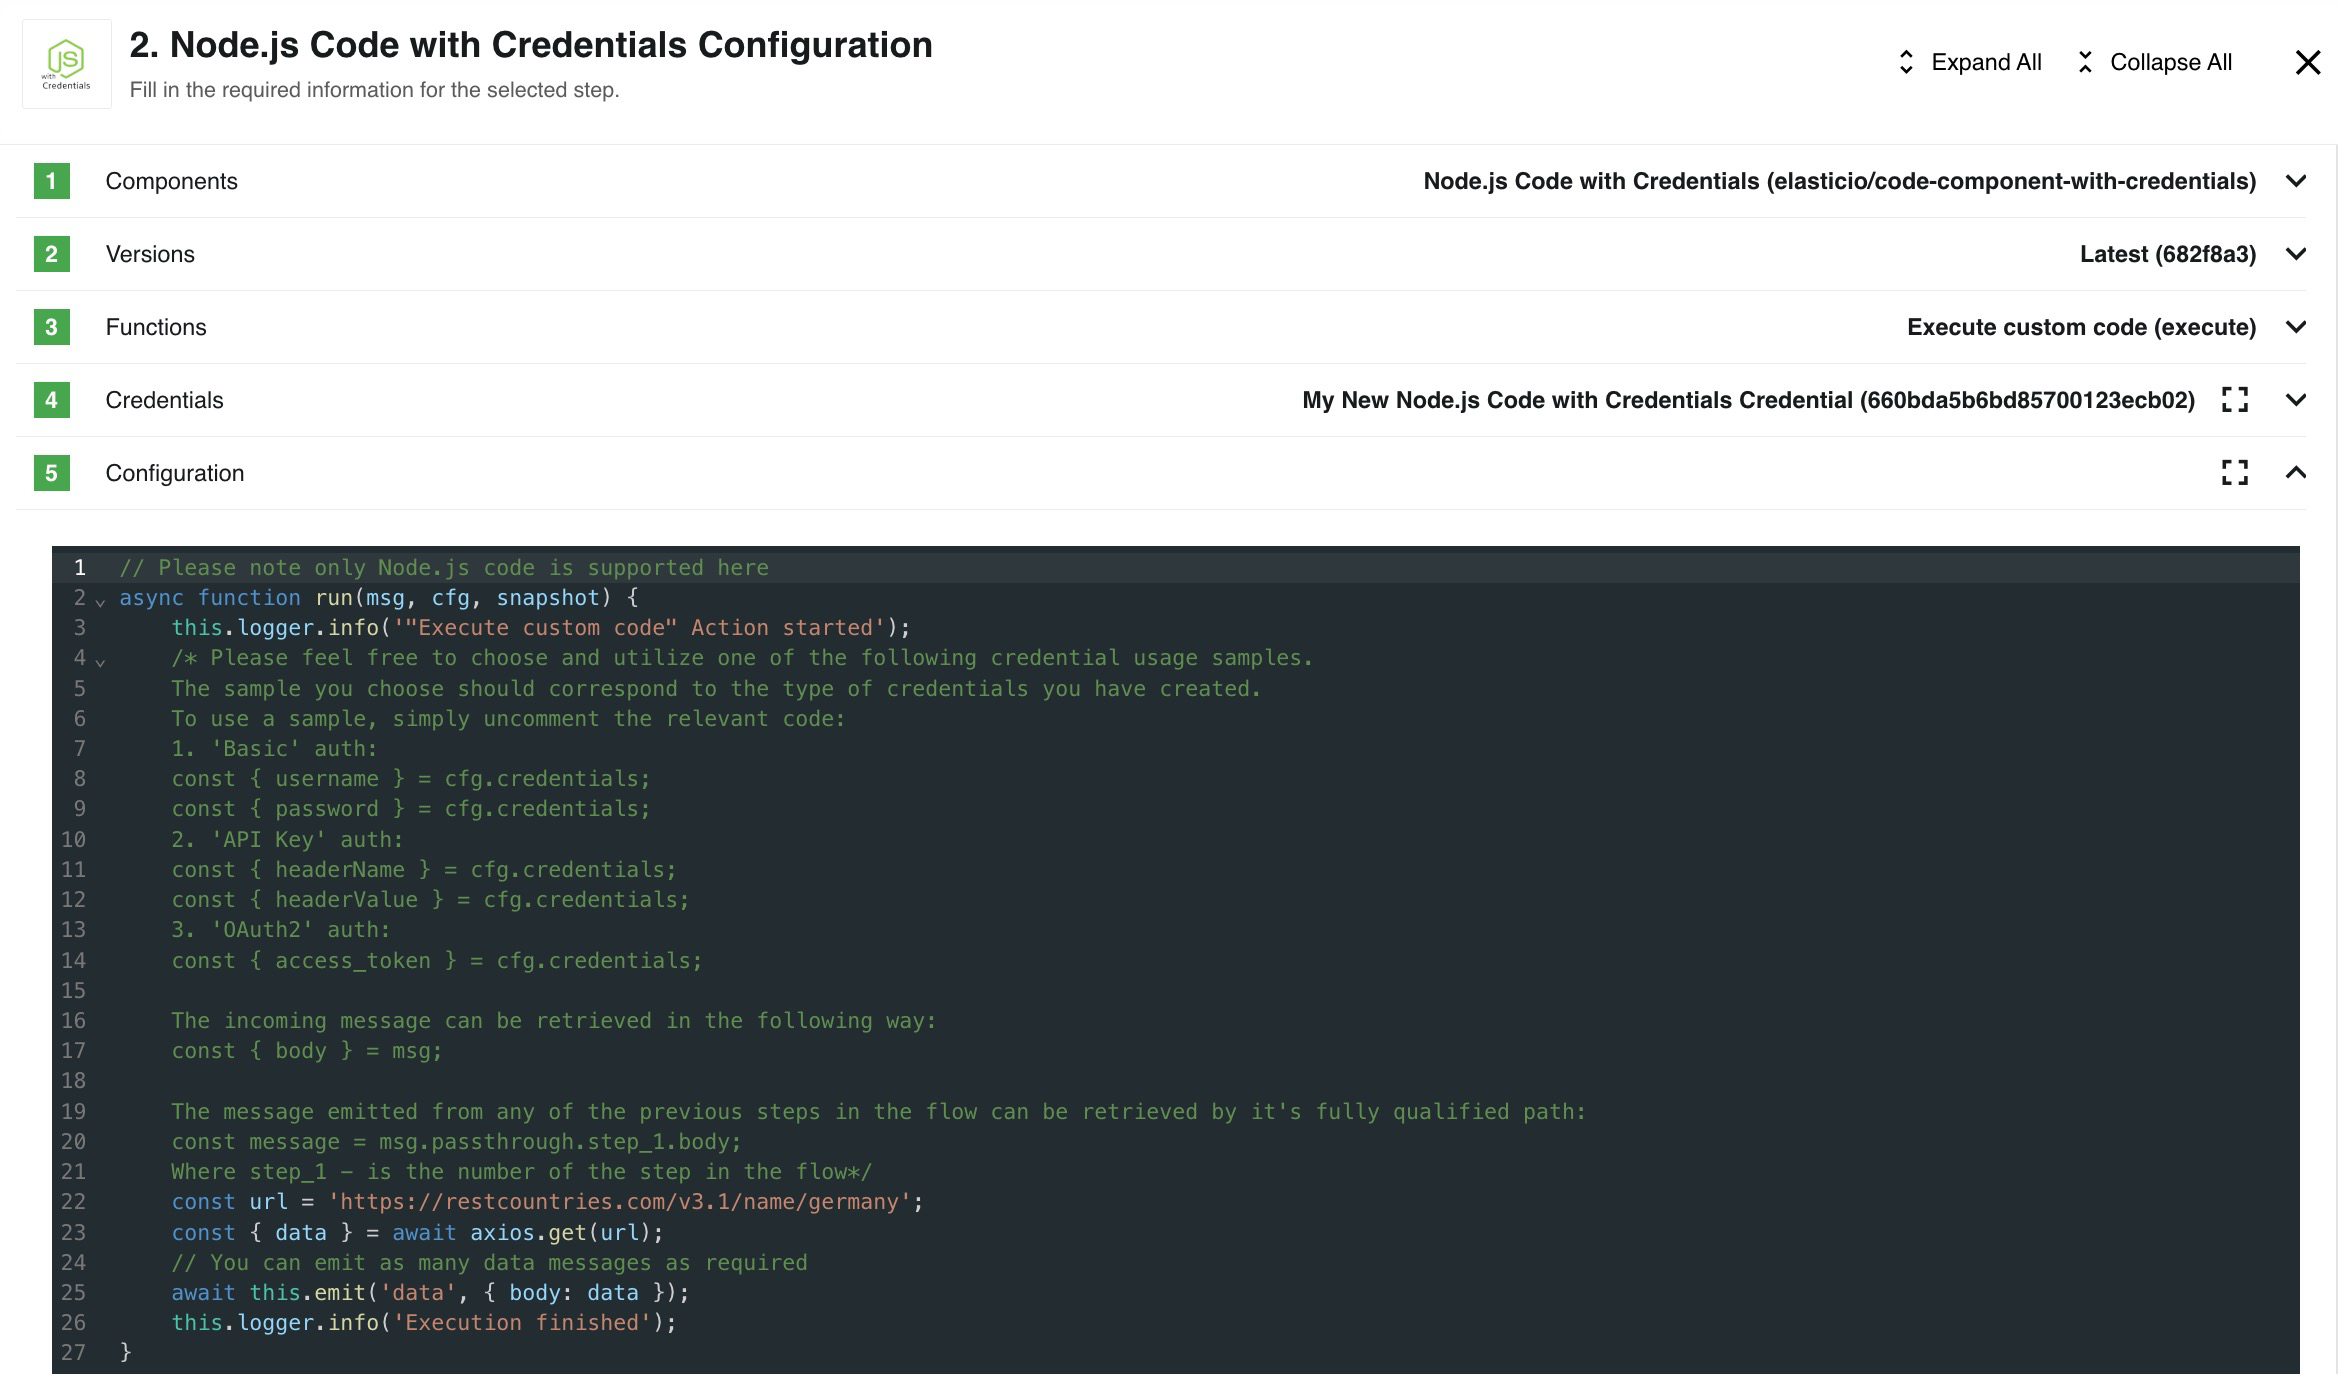 JS
with
Credentials
2. Node.js Code with Credentials Configuration
Fill in the required information for the selected step.
Expand All
Collapse All
1 Components Node.js Code with Credentials (elasticio/code-component-with-credentials)
2 Versions Latest (682f8a3)
3 Functions Execute custom code (execute)
4 Credentials My New Node.js Code with Credentials Credential (660bda5b6bd85700123ecb02)
5 Configuration
1 // Please note only Node.js code is supported here
2 async function run(msg, cfg, snapshot) {
3     this.logger.info('"Execute custom code" Action started');
4     /* Please feel free to choose and utilize one of the following credential usage samples.
5     The sample you choose should correspond to the type of credentials you have created.
6     To use a sample, simply uncomment the relevant code:
7     1. 'Basic' auth:
8     const { username } = cfg.credentials;
9     const { password } = cfg.credentials;
10     2. 'API Key' auth:
11     const { headerName } = cfg.credentials;
12     const { headerValue } = cfg.credentials;
13     3. 'OAuth2' auth:
14     const { access_token } = cfg.credentials;
15
16     The incoming message can be retrieved in the following way:
17     const { body } = msg;
18
19     The message emitted from any of the previous steps in the flow can be retrieved by it's fully qualified path:
20     const message = msg.passthrough.step_1.body;
21     Where step_1 – is the number of the step in the flow*/
22     const url = 'https://restcountries.com/v3.1/name/germany';
23     const { data } = await axios.get(url);
24     // You can emit as many data messages as required
25     await this.emit('data', { body: data });
26     this.logger.info('Execution finished');
27 }